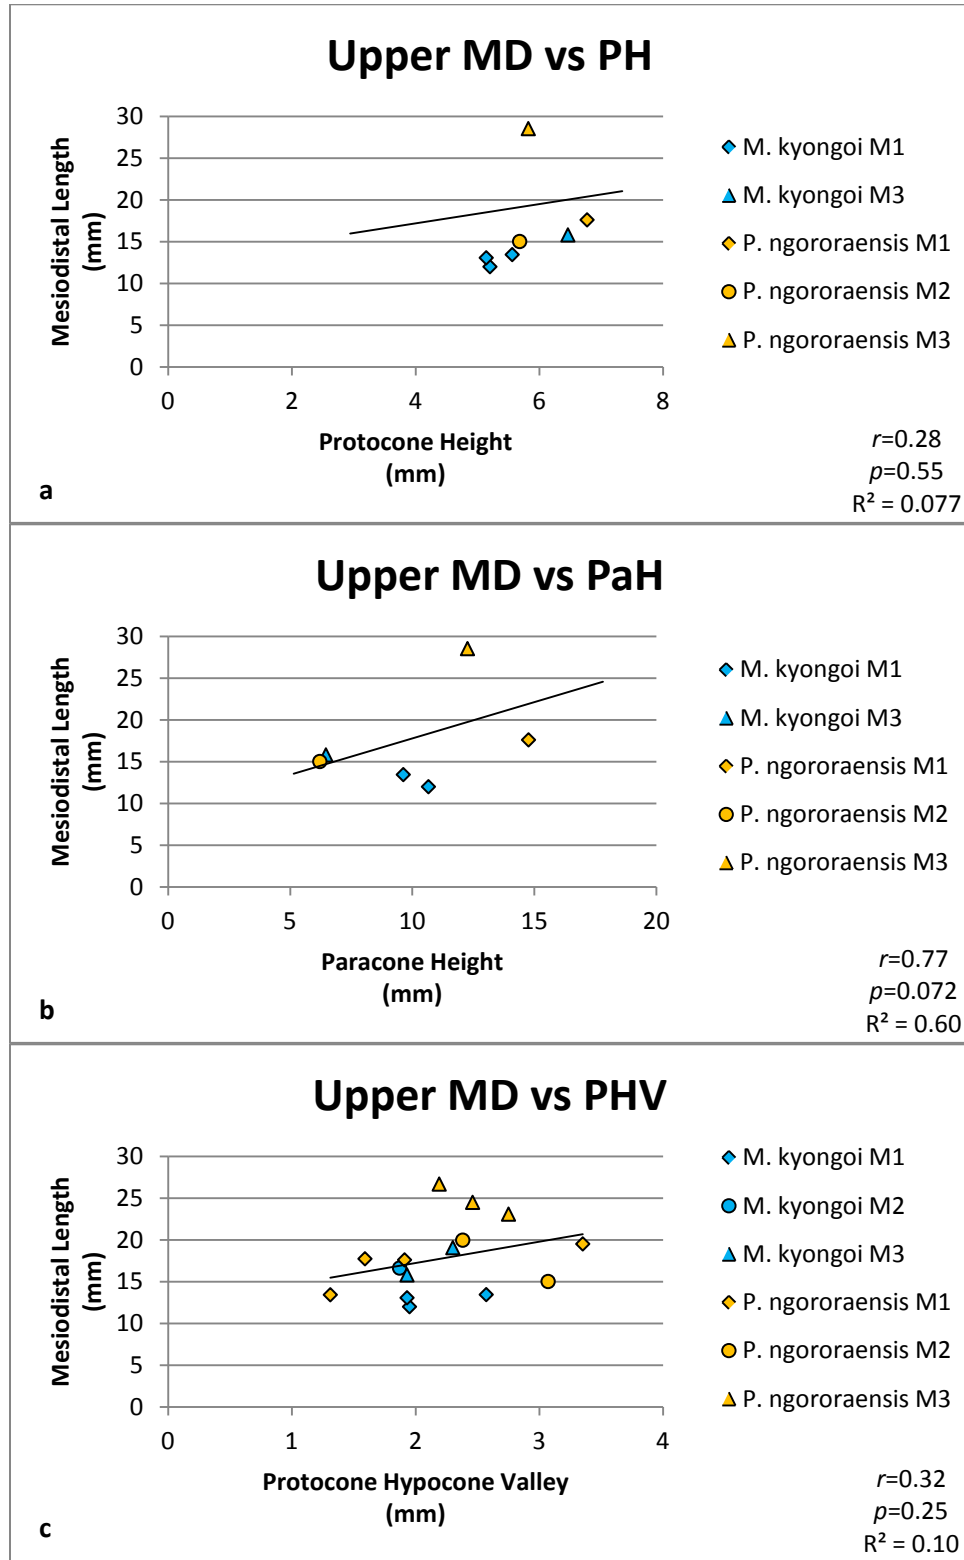 Upper MD vs PH
Mesiodistal Length
(mm)
30
25
20
15
10
5
0
0 2 4 6 8
Protocone Height
(mm)
M. kyongoi M1
M. kyongoi M3
P. ngororaensis M1
P. ngororaensis M2
P. ngororaensis M3
r=0.28
p=0.55
R² = 0.077
a
Upper MD vs PaH
Mesiodistal Length
(mm)
30
25
20
15
10
5
0
0 5 10 15 20
Paracone Height
(mm)
M. kyongoi M1
M. kyongoi M3
P. ngororaensis M1
P. ngororaensis M2
P. ngororaensis M3
r=0.77
p=0.072
R² = 0.60
b
Upper MD vs PHV
Mesiodistal Length
(mm)
30
25
20
15
10
5
0
0 1 2 3 4
Protocone Hypocone Valley
(mm)
M. kyongoi M1
M. kyongoi M2
M. kyongoi M3
P. ngororaensis M1
P. ngororaensis M2
P. ngororaensis M3
r=0.32
p=0.25
R² = 0.10
c